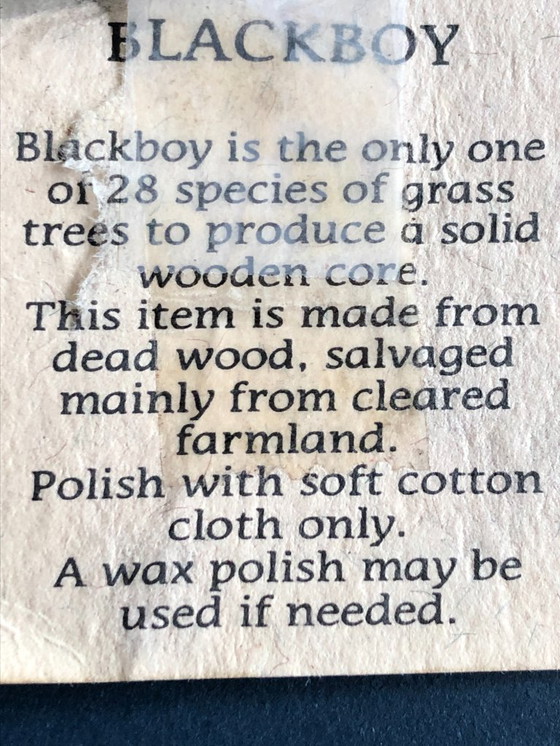 BLACKBOY
Blackboy is the only one
of 28 species of grass
trees to produce a solid
wooden core.
This item is made from
dead wood, salvaged
mainly from cleared
farmland.
Polish with soft cotton
cloth only.
A wax polish may be
used if needed.